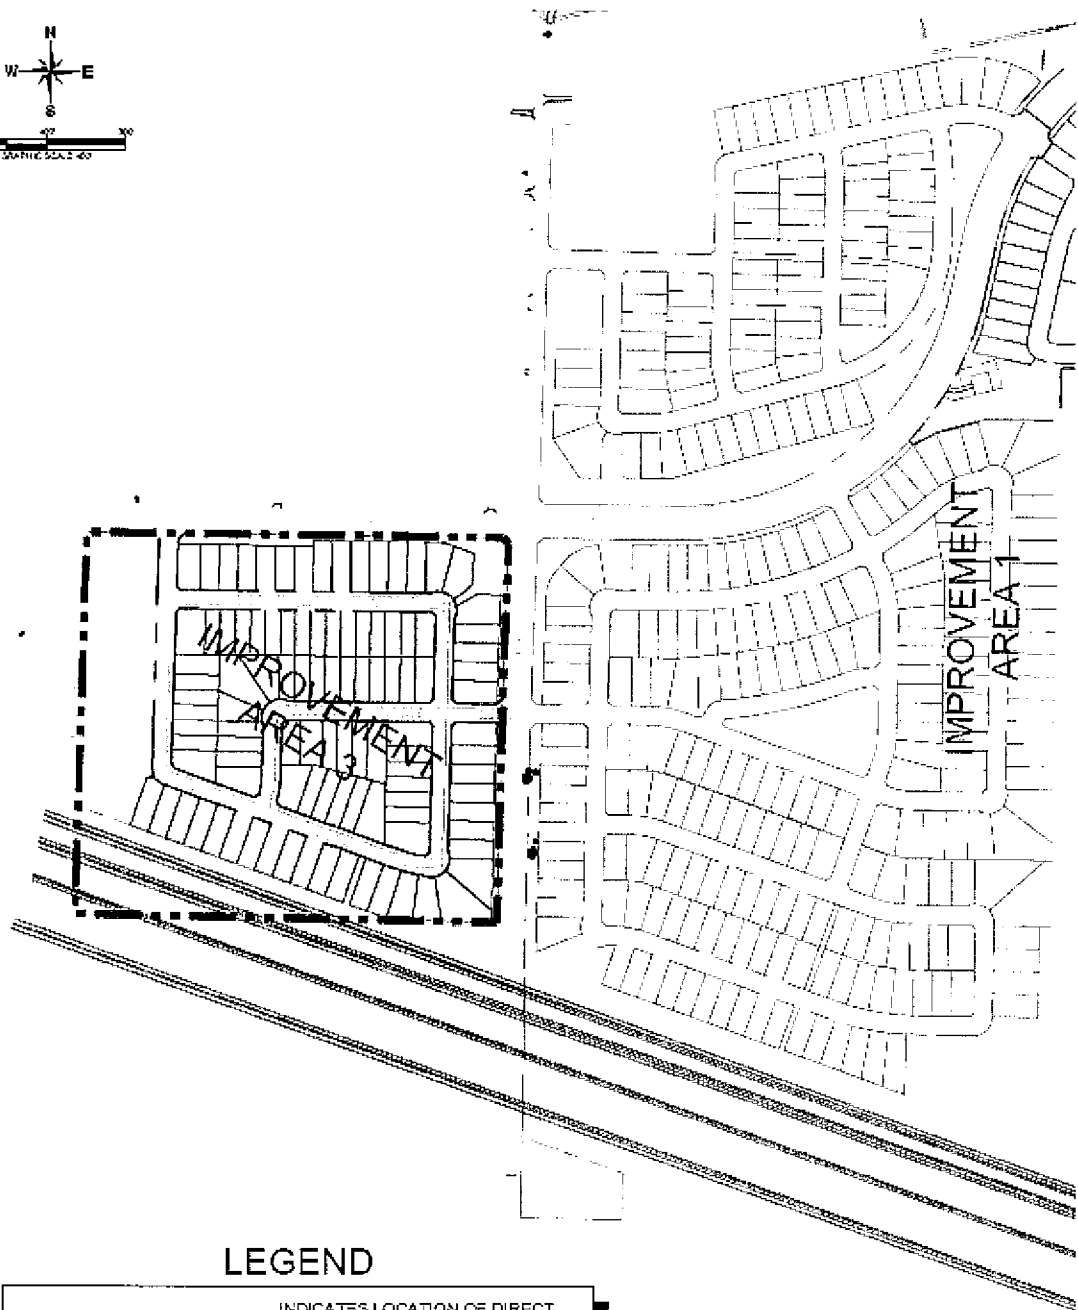 N
W E
S
IMPROVEMENT
AREA 3
IMPROVEMENT
AREA 1
LEGEND
INDICATES LOCATION OF DIRECT